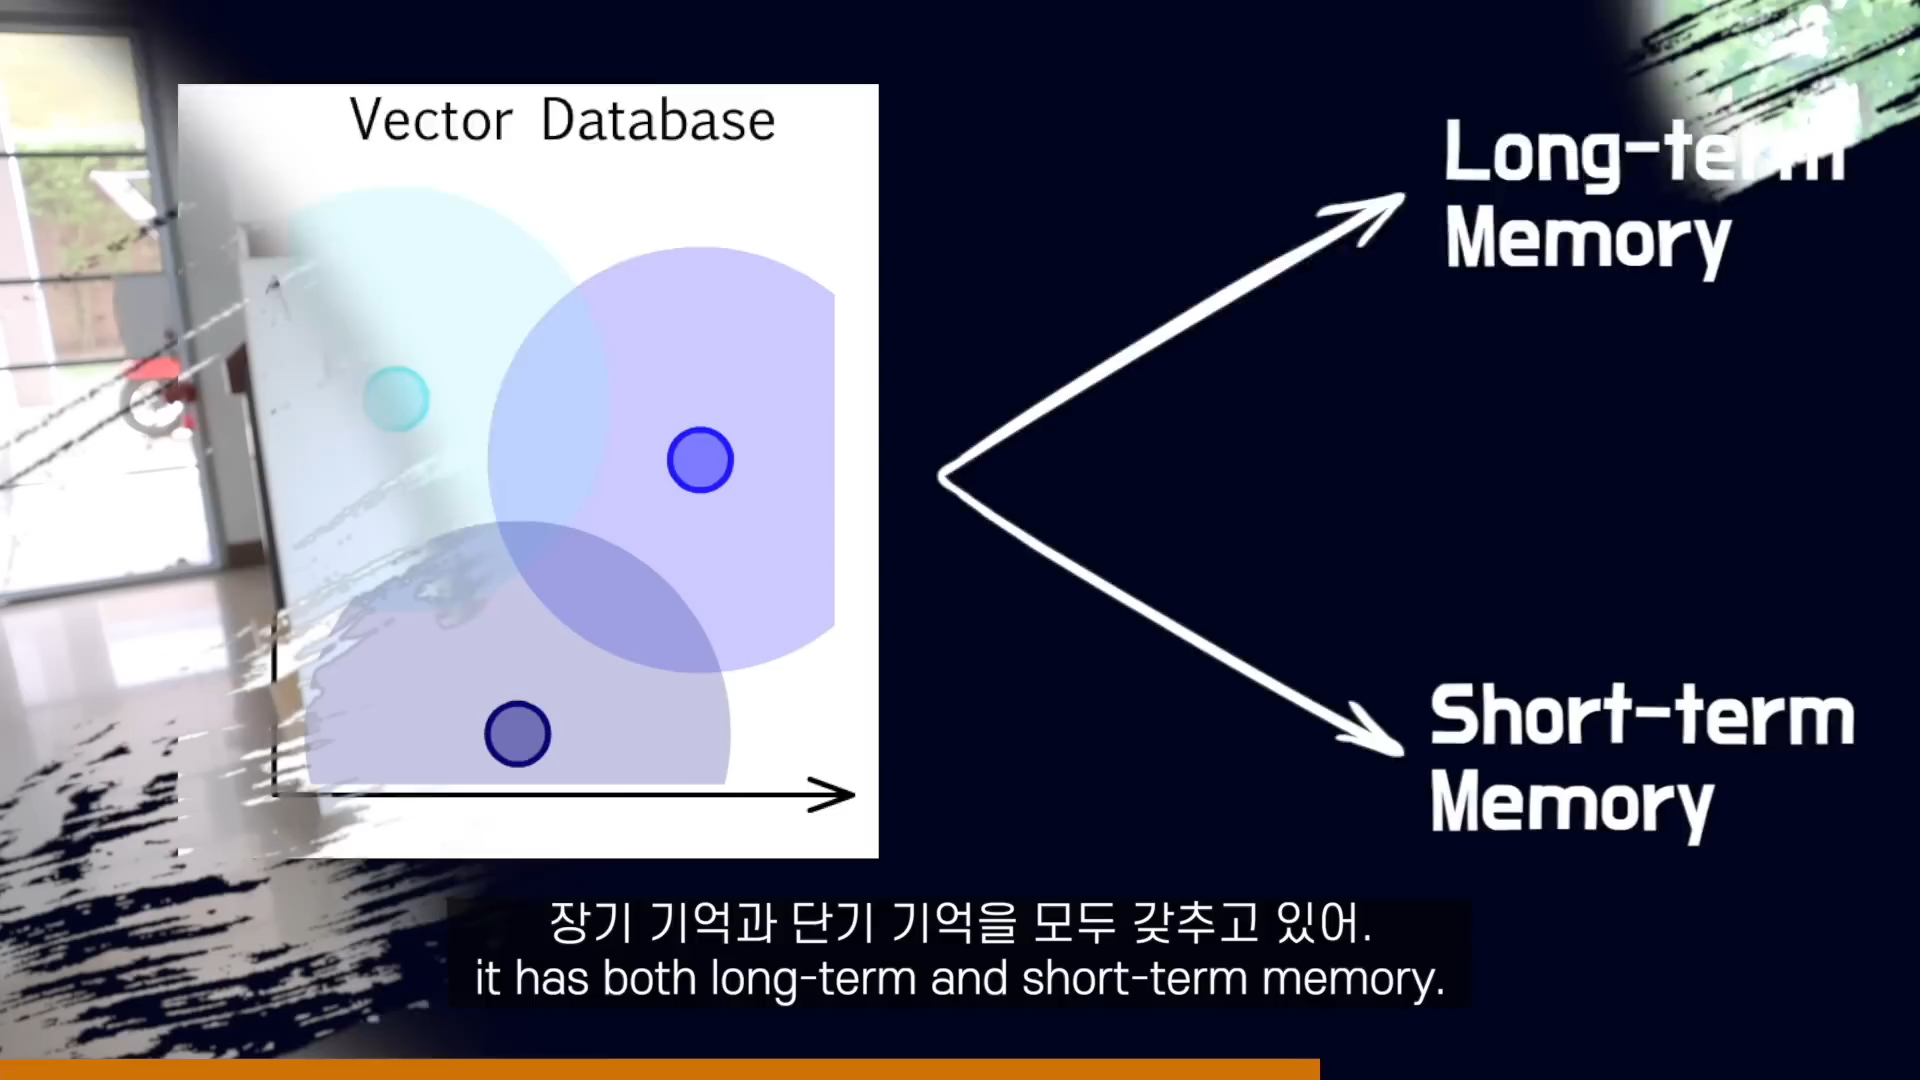 Vector Database
Long-term
Memory
Short-term
Memory
장기 기억과 단기 기억을 모두 갖추고 있어.
it has both long-term and short-term memory.